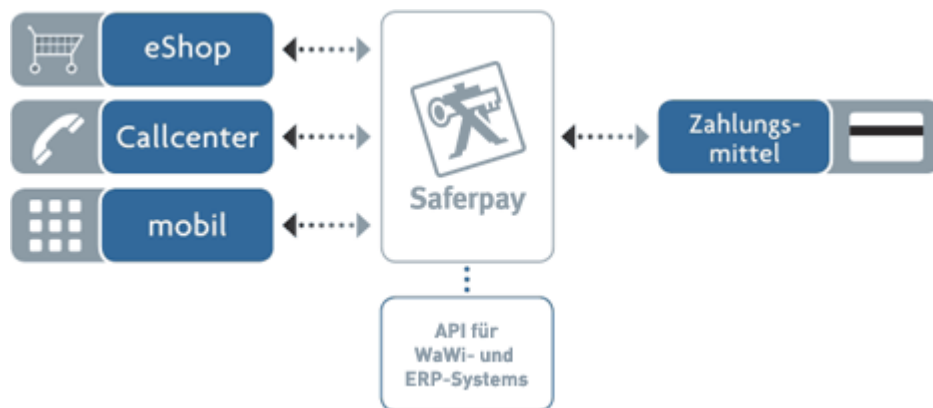 eShop
Callcenter
mobil
Saferpay
Zahlungs-
mittel
API für
WaWi- und
ERP-Systems